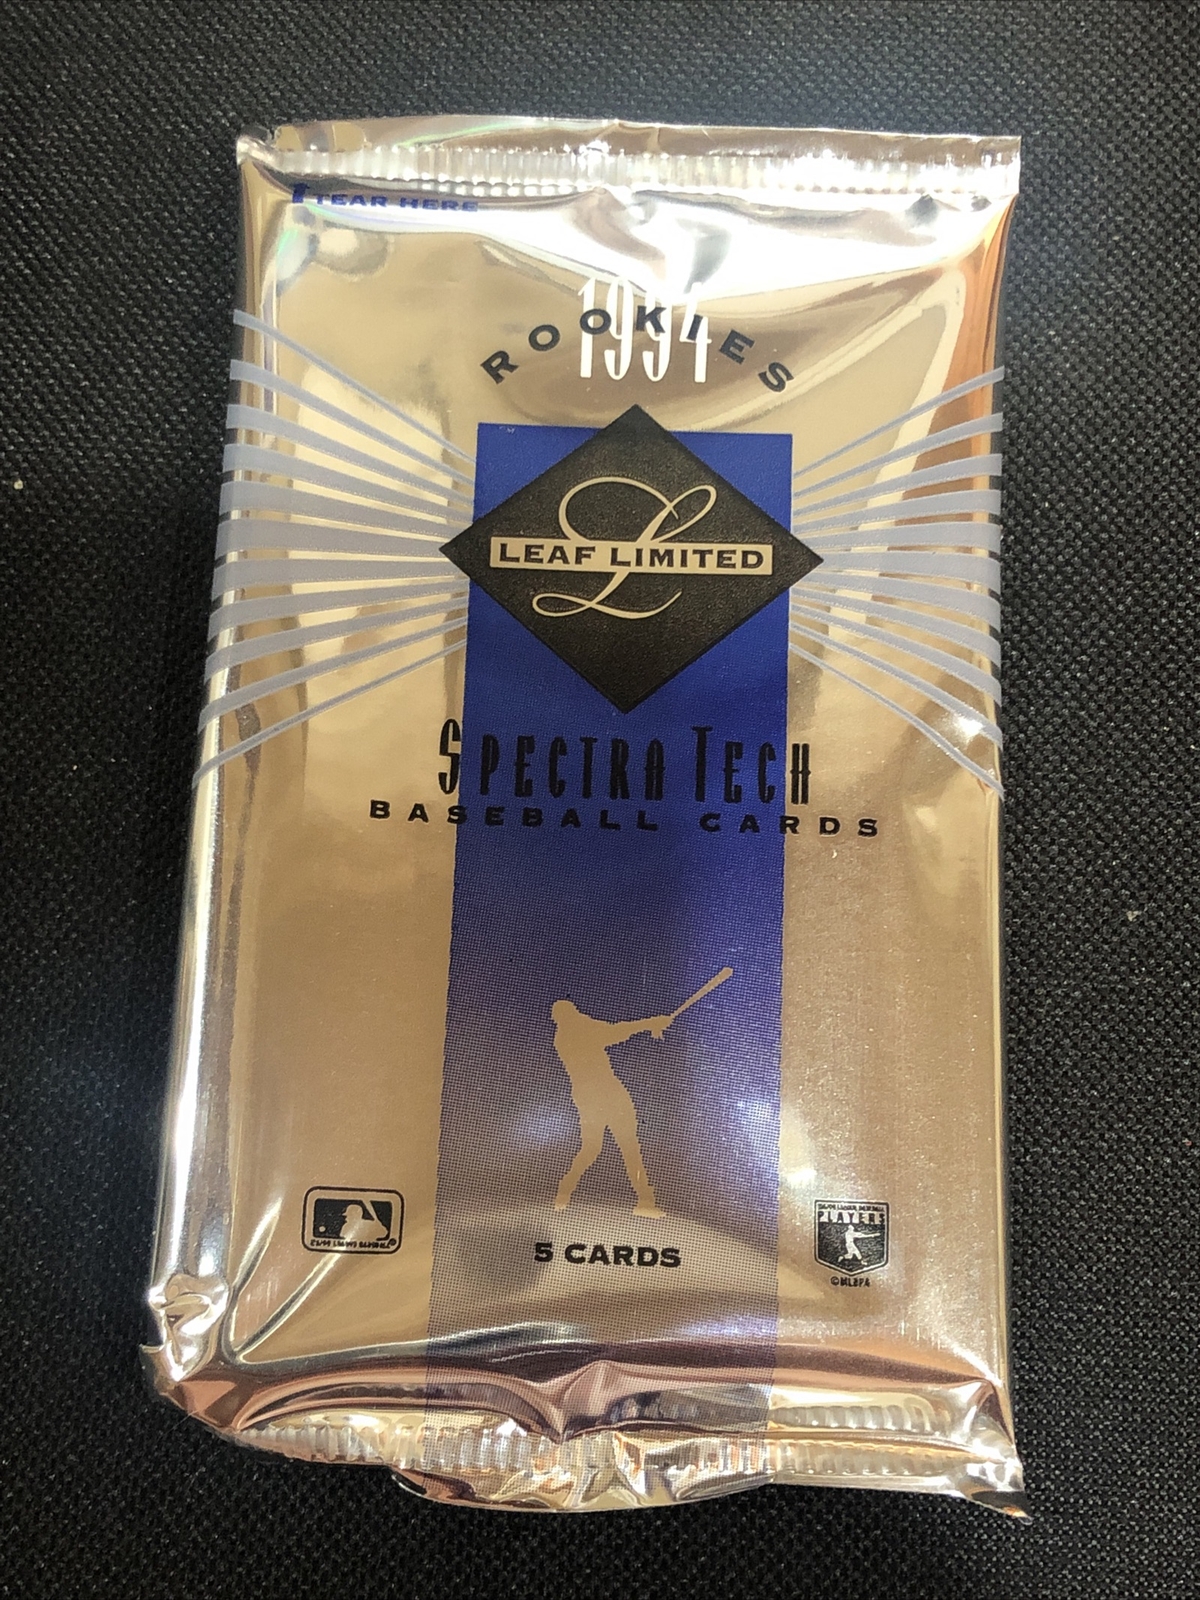 TEAR HERE
1994
ROOKIES
L
LEAF LIMITED
SPECTRA TECH
BASEBALL CARDS
5 CARDS
PLAYERS
©MLBPA